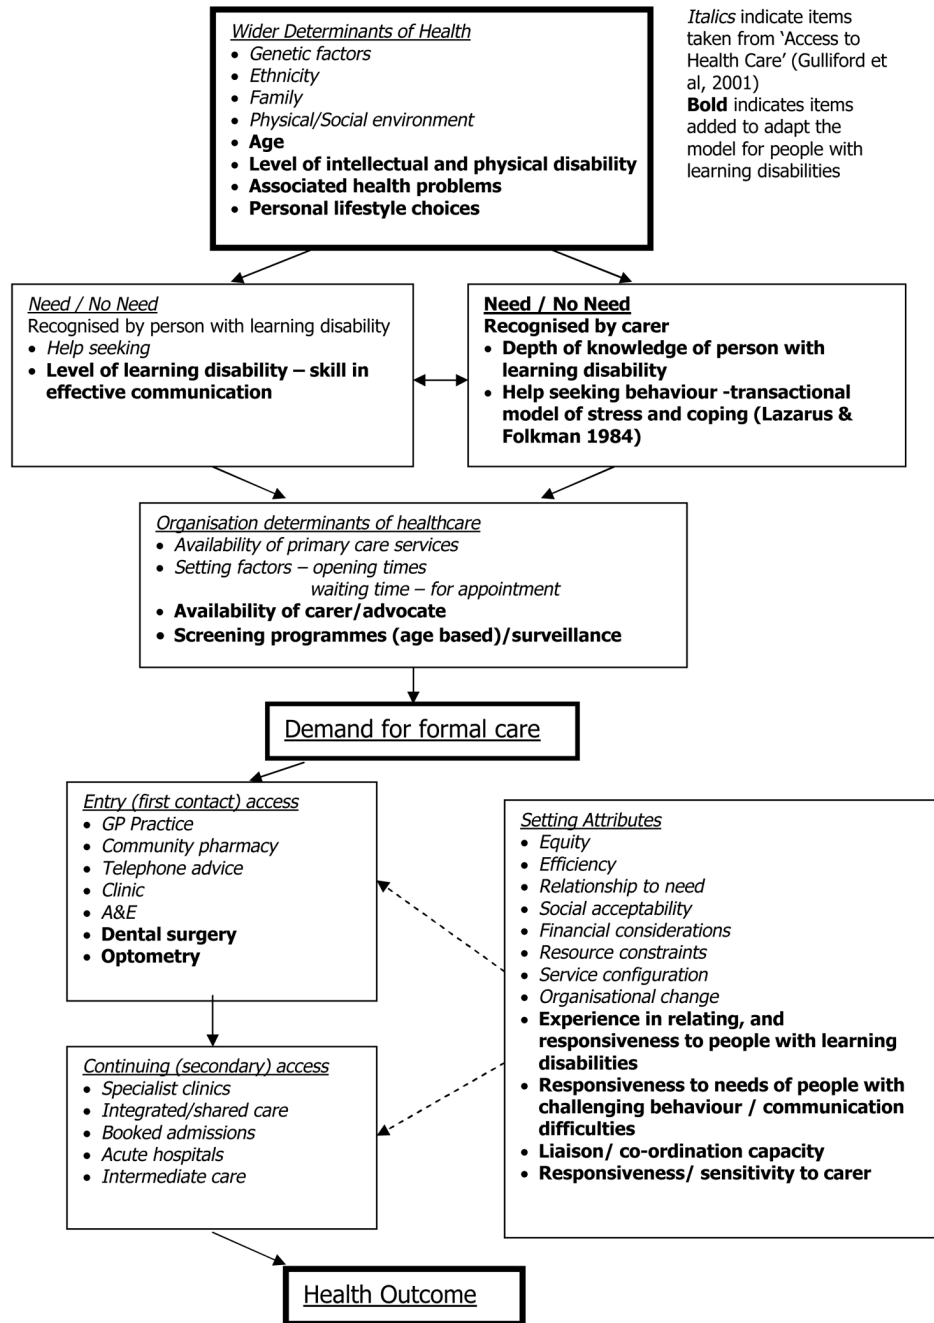 Wider Determinants of Health
• Genetic factors
• Ethnicity
• Family
• Physical/Social environment
• Age
• Level of intellectual and physical disability
• Associated health problems
• Personal lifestyle choices
Italics indicate items
taken from ‘Access to
Health Care’ (Gulliford et
al, 2001)
Bold indicates items
added to adapt the
model for people with
learning disabilities
Need / No Need
Recognised by person with learning disability
• Help seeking
• Level of learning disability – skill in
effective communication
Need / No Need
Recognised by carer
• Depth of knowledge of person with
learning disability
• Help seeking behaviour -transactional
model of stress and coping (Lazarus &
Folkman 1984)
Organisation determinants of healthcare
• Availability of primary care services
• Setting factors – opening times
waiting time – for appointment
• Availability of carer/advocate
• Screening programmes (age based)/surveillance
Demand for formal care
Entry (first contact) access
• GP Practice
• Community pharmacy
• Telephone advice
• Clinic
• A&E
• Dental surgery
• Optometry
Setting Attributes
• Equity
• Efficiency
• Relationship to need
• Social acceptability
• Financial considerations
• Resource constraints
• Service configuration
• Organisational change
• Experience in relating, and
responsiveness to people with learning
disabilities
• Responsiveness to needs of people with
challenging behaviour / communication
difficulties
• Liaison/ co-ordination capacity
• Responsiveness/ sensitivity to carer
Continuing (secondary) access
• Specialist clinics
• Integrated/shared care
• Booked admissions
• Acute hospitals
• Intermediate care
Health Outcome